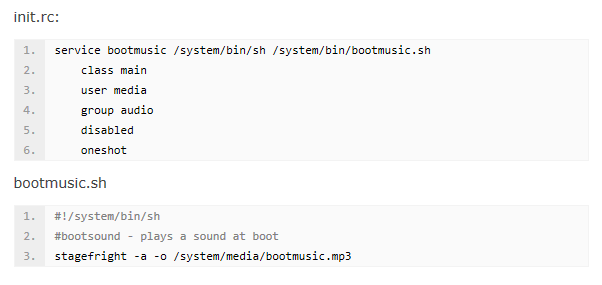 init.rc:
1. service bootmusic /system/bin/sh /system/bin/bootmusic.sh
2.     class main
3.     user media
4.     group audio
5.     disabled
6.     oneshot
bootmusic.sh
1. #!/system/bin/sh
2. #bootsound - plays a sound at boot
3. stagefright -a -o /system/media/bootmusic.mp3